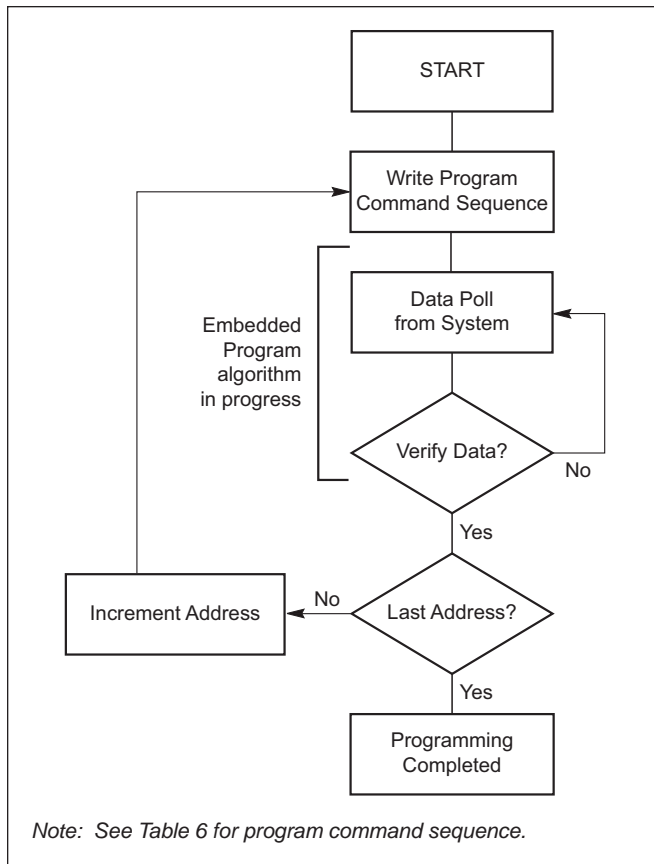 START
Write Program
Command Sequence
Data Poll
from System
Embedded
Program
algorithm
in progress
Verify Data?
No
Yes
Last Address?
No
Increment Address
Yes
Programming
Completed
Note: See Table 6 for program command sequence.